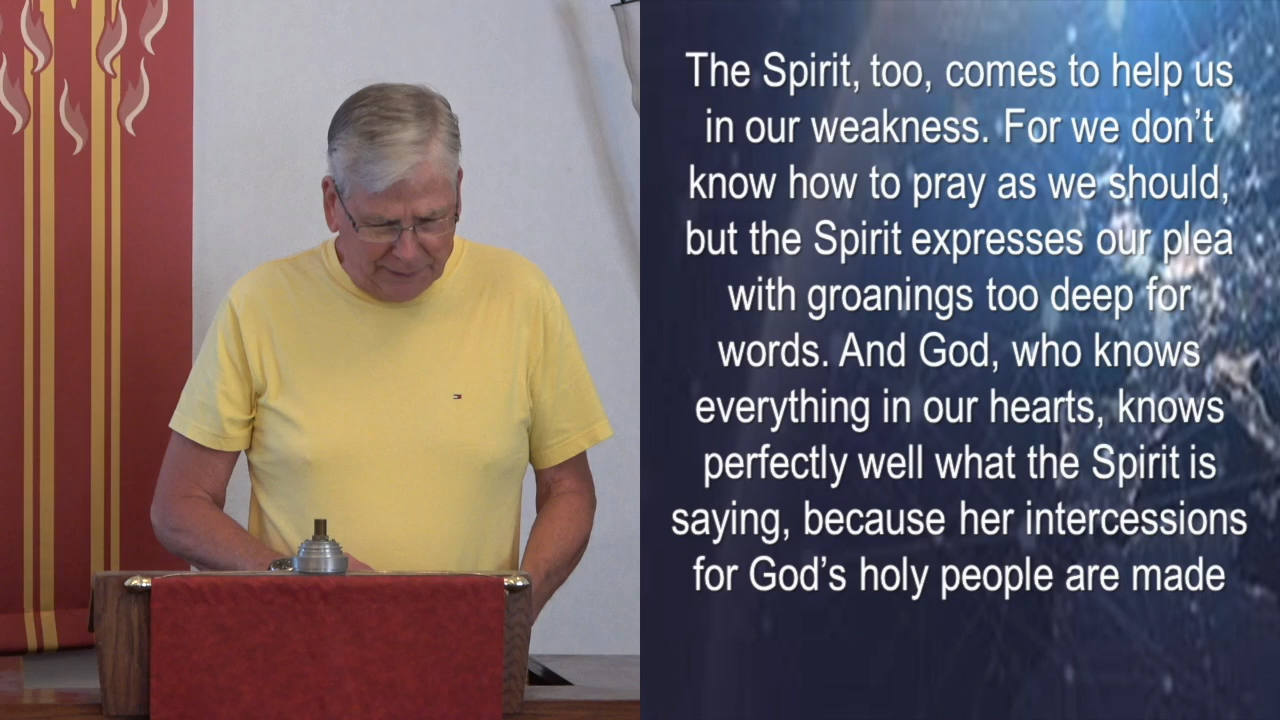 The Spirit, too, comes to help us
in our weakness. For we don't
know how to pray as we should,
but the Spirit expresses our plea
with groanings too deep for
words. And God, who knows
everything in our hearts, knows
perfectly well what the Spirit is
saying, because her intercessions
for God's holy people are made